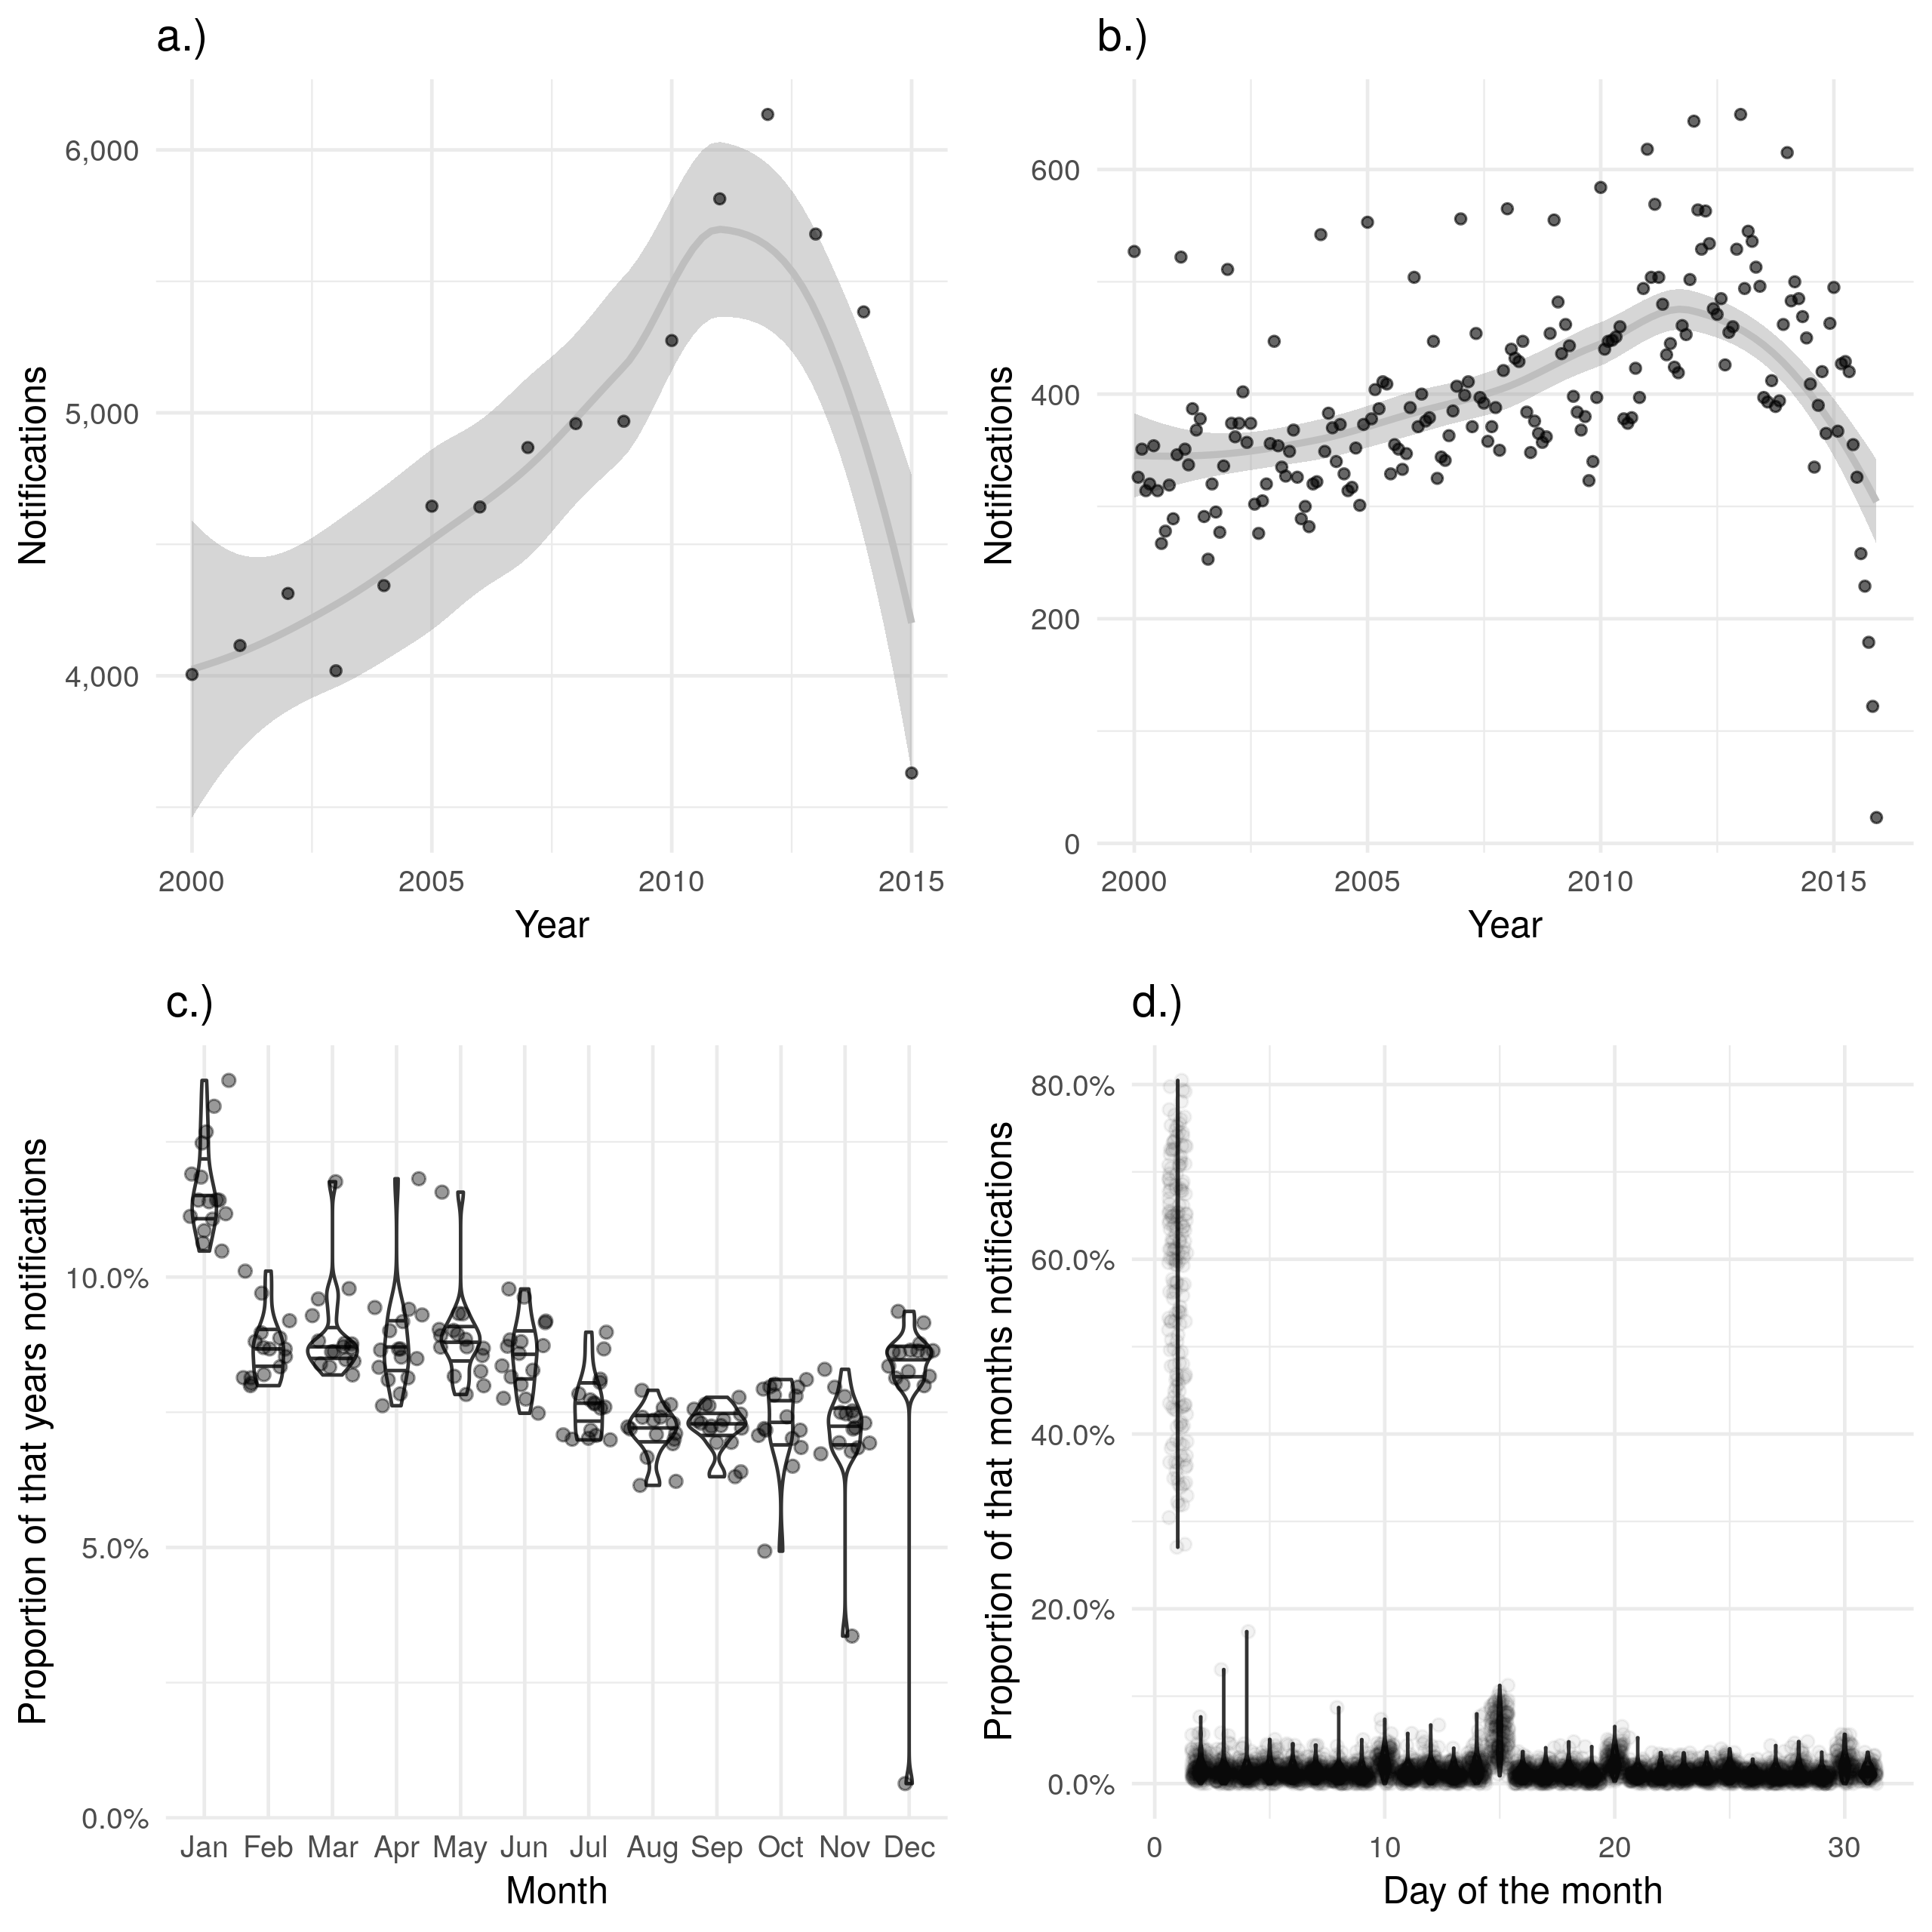 a.)
Notifications
6,000
5,000
4,000
2000 2005 2010 2015
Year
b.)
Notifications
600
400
200
0
2000 2005 2010 2015
Year
c.)
Proportion of that years notifications
10.0%
5.0%
0.0%
Jan Feb Mar Apr May Jun Jul Aug Sep Oct Nov Dec
Month
d.)
Proportion of that months notifications
80.0%
60.0%
40.0%
20.0%
0.0%
0 10 20 30
Day of the month